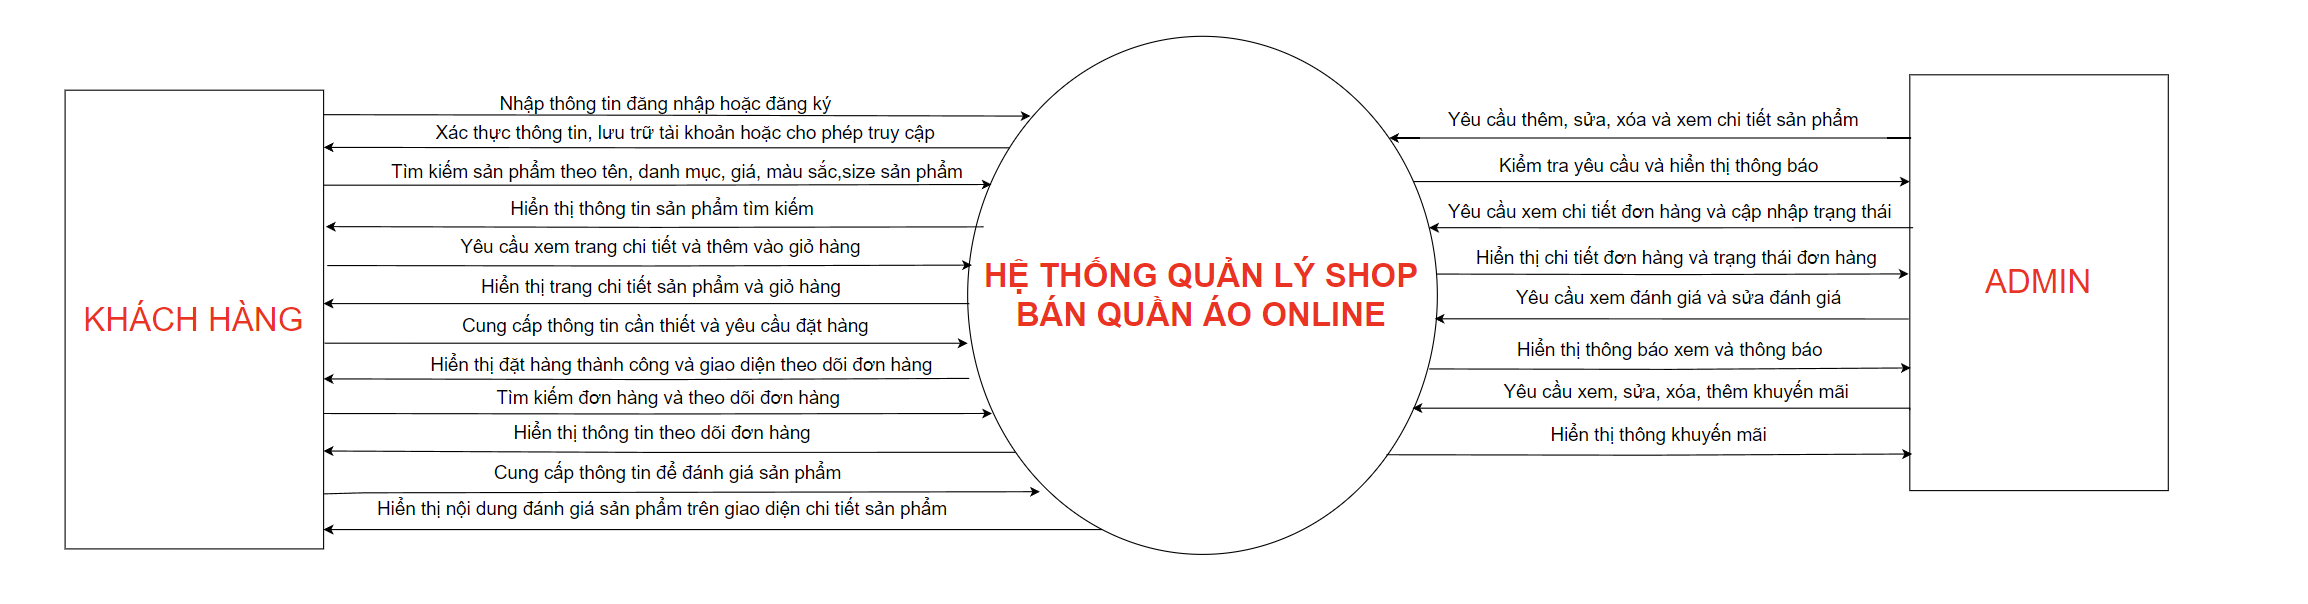 Nhập thông tin đăng nhập hoặc đăng ký
Xác thực thông tin, lưu trữ tài khoản hoặc cho phép truy cập
Tìm kiếm sản phẩm theo tên, danh mục, giá, màu sắc,size sản phẩm
Hiển thị thông tin sản phẩm tìm kiếm
Yêu cầu xem trang chi tiết và thêm vào giỏ hàng
Hiển thị trang chi tiết sản phẩm và giỏ hàng
KHÁCH HÀNG
Cung cấp thông tin cần thiết và yêu cầu đặt hàng
Hiển thị đặt hàng thành công và giao diện theo dõi đơn hàng
Tìm kiếm đơn hàng và theo dõi đơn hàng
Hiển thị thông tin theo dõi đơn hàng
Cung cấp thông tin để đánh giá sản phẩm
Hiển thị nội dung đánh giá sản phẩm trên giao diện chi tiết sản phẩm
HỆ THỐNG QUẢN LÝ SHOP
BÁN QUẦN ÁO ONLINE
Yêu cầu thêm, sửa, xóa và xem chi tiết sản phẩm
Kiểm tra yêu cầu và hiển thị thông báo
Yêu cầu xem chi tiết đơn hàng và cập nhập trạng thái
Hiển thị chi tiết đơn hàng và trạng thái đơn hàng
Yêu cầu xem đánh giá và sửa đánh giá
Hiển thị thông báo xem và thông báo
Yêu cầu xem, sửa, xóa, thêm khuyến mãi
Hiển thị thông khuyến mãi
ADMIN